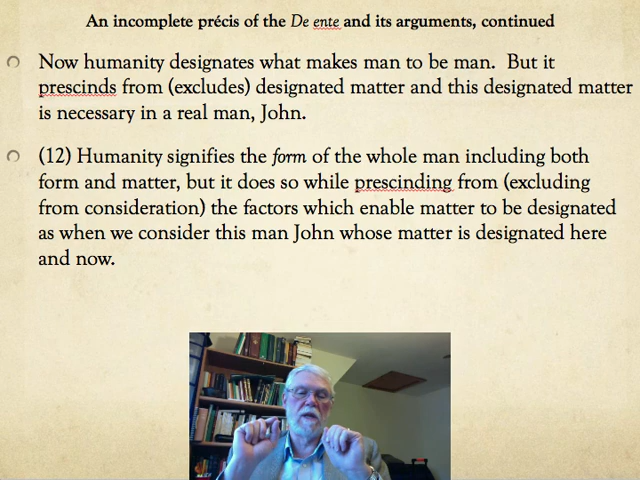 An incomplete précis of the De ente and its arguments, continued
Now humanity designates what makes man to be man. But it
prescinds from (excludes) designated matter and this designated matter
is necessary in a real man, John.
(12) Humanity signifies the form of the whole man including both
form and matter, but it does so while prescinding from (excluding
from consideration) the factors which enable matter to be designated
as when we consider this man John whose matter is designated here
and now.